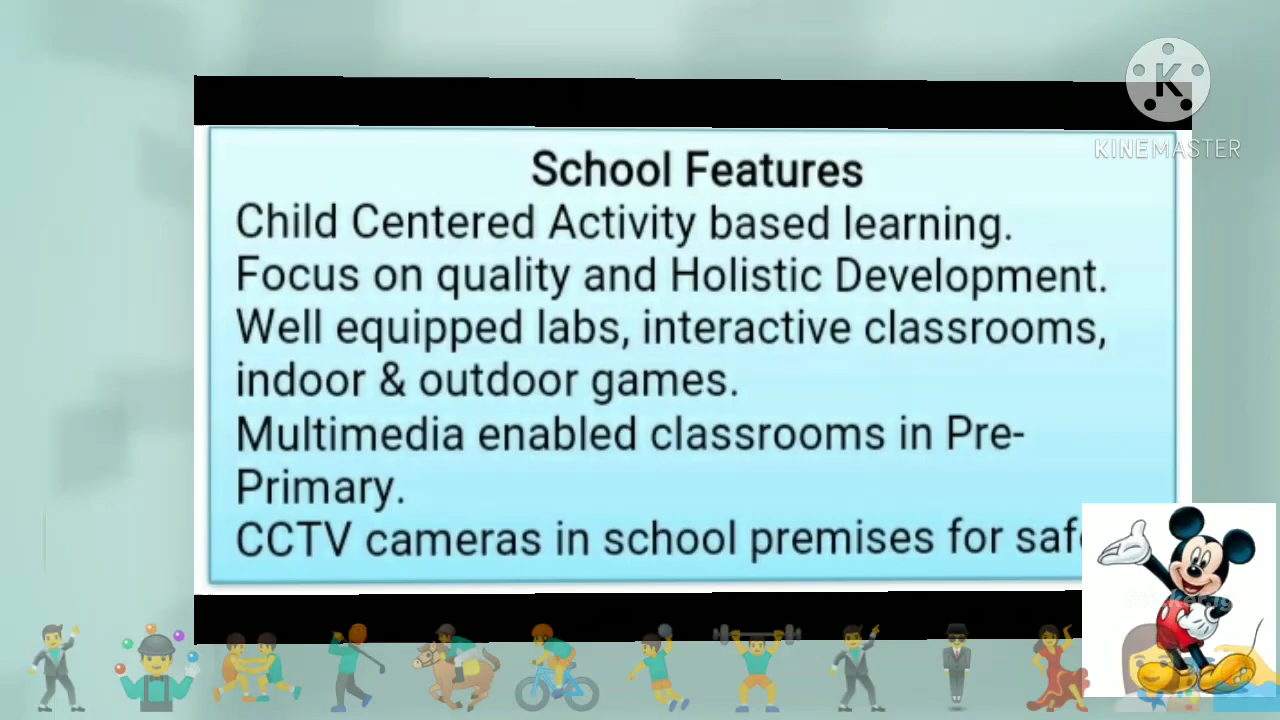 School Features
Child Centered Activity based learning.
Focus on quality and Holistic Development.
Well equipped labs, interactive classrooms,
indoor & outdoor games.
Multimedia enabled classrooms in Pre-
Primary.
CCTV cameras in school premises for
K
KINEMASTER